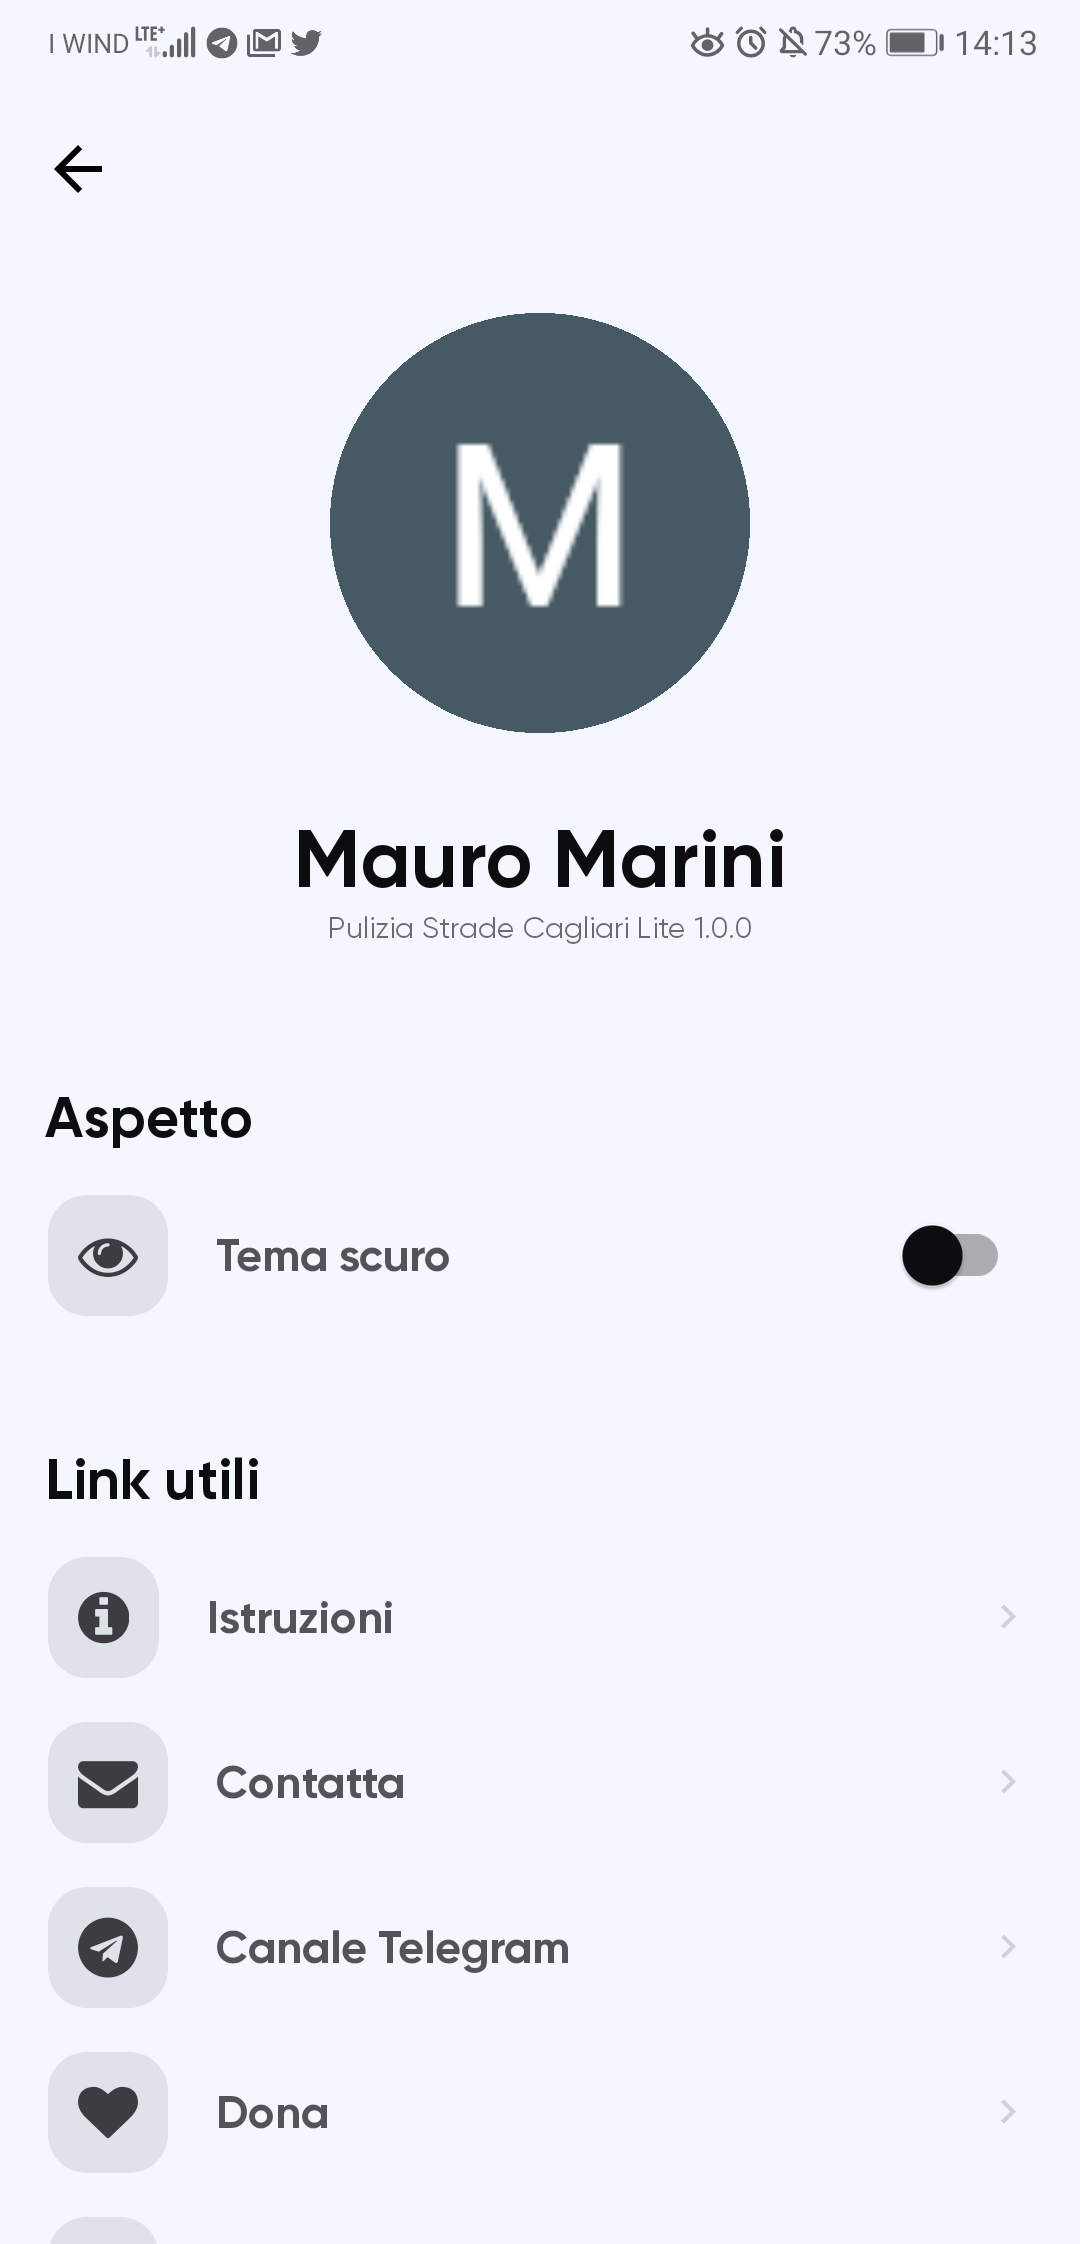 I WIND LTE+ 73% 14:13
M
Mauro Marini
Pulizia Strade Cagliari Lite 1.0.0
Aspetto
Tema scuro
Link utili
Istruzioni
Contatta
Canale Telegram
Dona